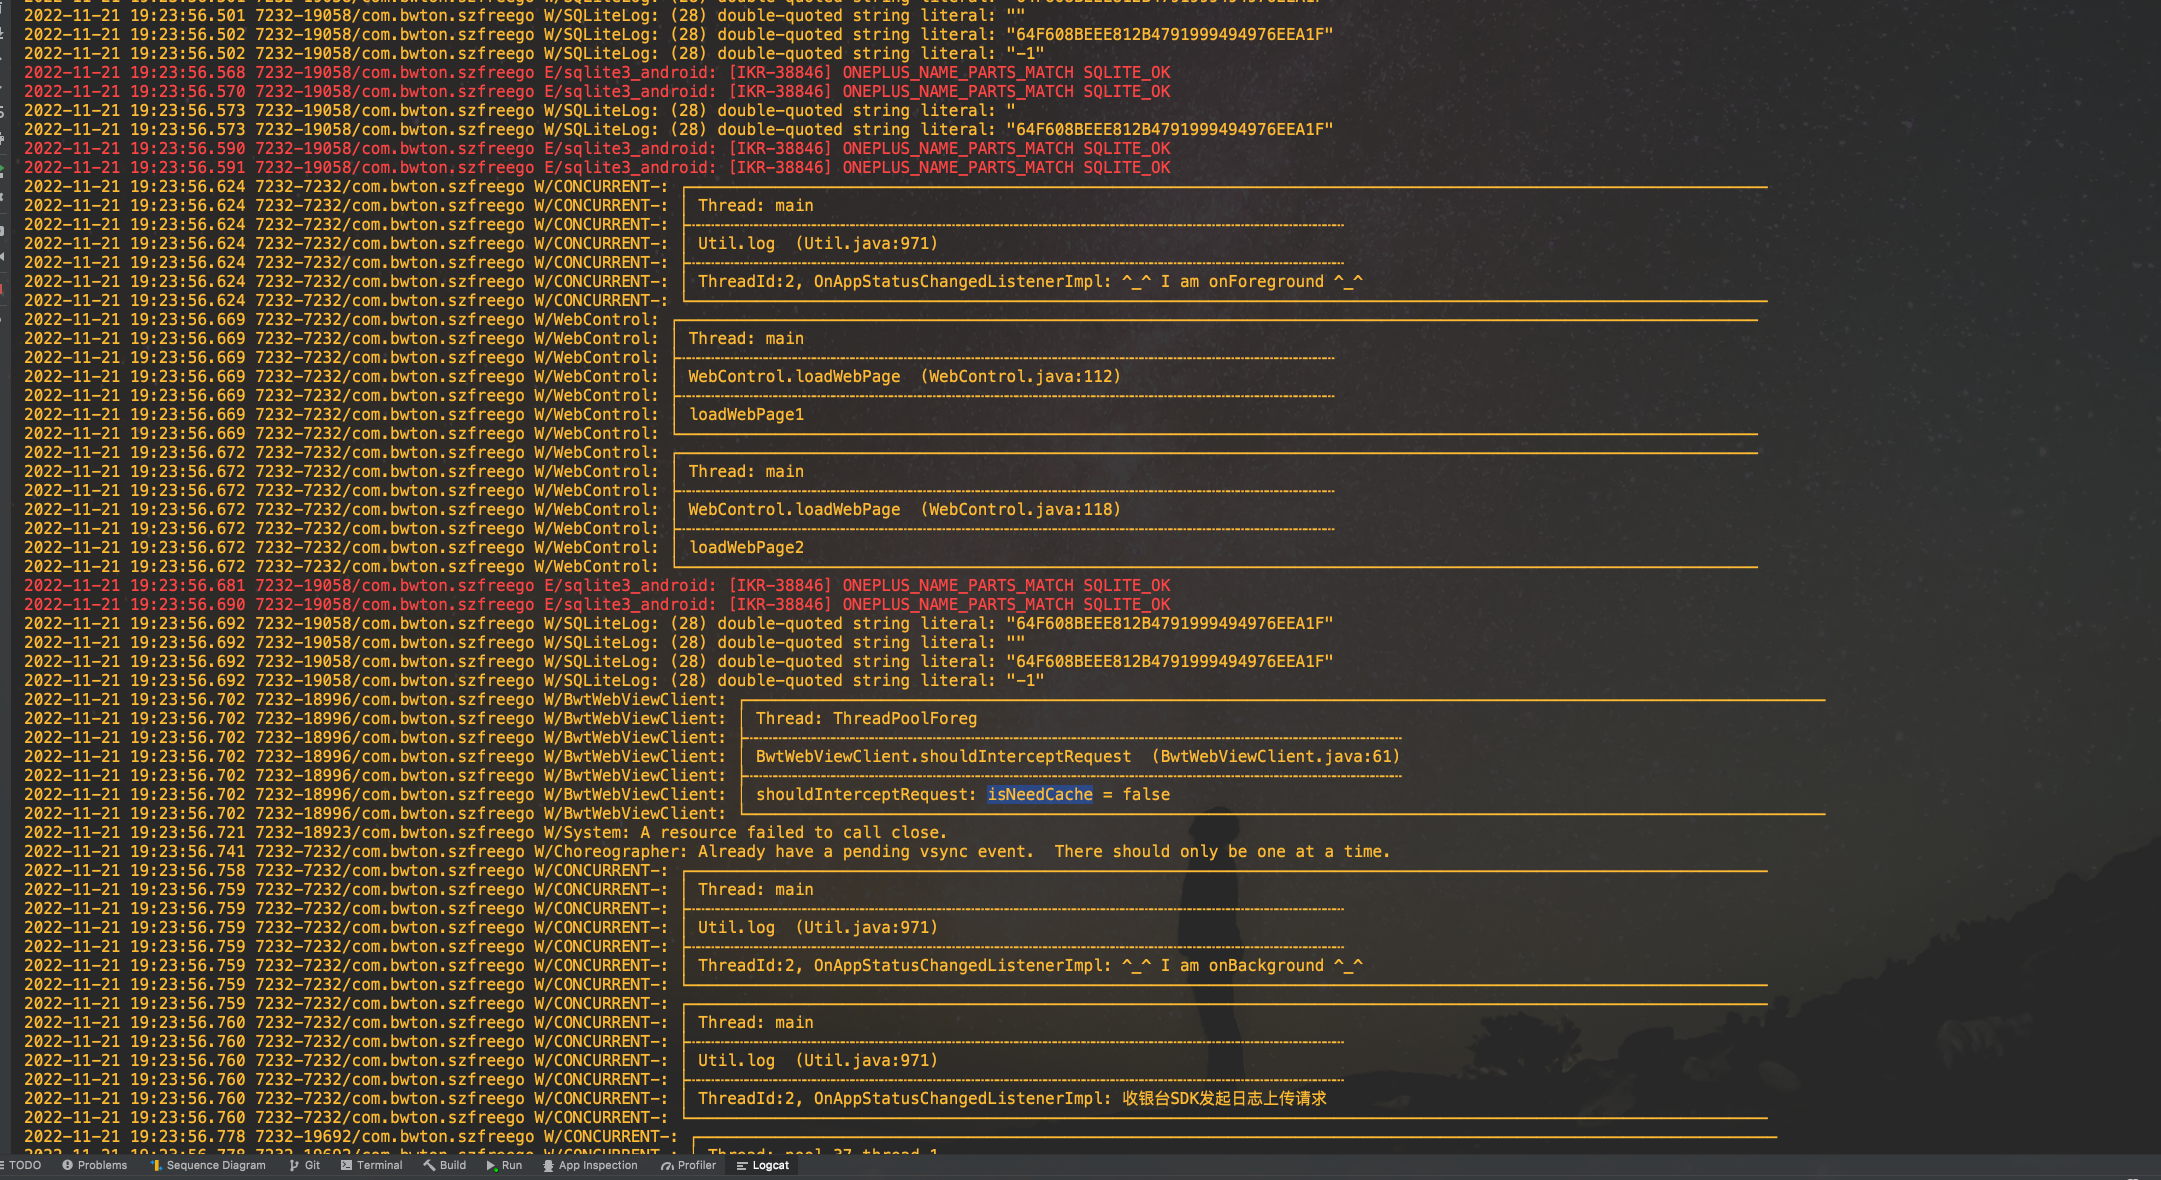 2022-11-21 19:23:56.501 7232-19058/com.bwton.szfreego W/SQLiteLog: (28) double-quoted string literal: ""
2022-11-21 19:23:56.502 7232-19058/com.bwton.szfreego W/SQLiteLog: (28) double-quoted string literal: "64F608BEEE812B4791999494976EEA1F"
2022-11-21 19:23:56.502 7232-19058/com.bwton.szfreego W/SQLiteLog: (28) double-quoted string literal: "-1"
2022-11-21 19:23:56.568 7232-19058/com.bwton.szfreego E/sqlite3_android: [IKR-38846] ONEPLUS_NAME_PARTS_MATCH SQLITE_OK
2022-11-21 19:23:56.570 7232-19058/com.bwton.szfreego E/sqlite3_android: [IKR-38846] ONEPLUS_NAME_PARTS_MATCH SQLITE_OK
2022-11-21 19:23:56.573 7232-19058/com.bwton.szfreego W/SQLiteLog: (28) double-quoted string literal: "
2022-11-21 19:23:56.573 7232-19058/com.bwton.szfreego W/SQLiteLog: (28) double-quoted string literal: "64F608BEEE812B4791999494976EEA1F"
2022-11-21 19:23:56.590 7232-19058/com.bwton.szfreego E/sqlite3_android: [IKR-38846] ONEPLUS_NAME_PARTS_MATCH SQLITE_OK
2022-11-21 19:23:56.591 7232-19058/com.bwton.szfreego E/sqlite3_android: [IKR-38846] ONEPLUS_NAME_PARTS_MATCH SQLITE_OK
2022-11-21 19:23:56.624 7232-7232/com.bwton.szfreego W/CONCURRENT-:
2022-11-21 19:23:56.624 7232-7232/com.bwton.szfreego W/CONCURRENT-: Thread: main
2022-11-21 19:23:56.624 7232-7232/com.bwton.szfreego W/CONCURRENT-:
2022-11-21 19:23:56.624 7232-7232/com.bwton.szfreego W/CONCURRENT-: Util.log (Util.java:971)
2022-11-21 19:23:56.624 7232-7232/com.bwton.szfreego W/CONCURRENT-:
2022-11-21 19:23:56.624 7232-7232/com.bwton.szfreego W/CONCURRENT-: ThreadId:2, OnAppStatusChangedListenerImpl: ^_^ I am onForeground ^_^
2022-11-21 19:23:56.624 7232-7232/com.bwton.szfreego W/CONCURRENT-:
2022-11-21 19:23:56.669 7232-7232/com.bwton.szfreego W/WebControl:
2022-11-21 19:23:56.669 7232-7232/com.bwton.szfreego W/WebControl: Thread: main
2022-11-21 19:23:56.669 7232-7232/com.bwton.szfreego W/WebControl:
2022-11-21 19:23:56.669 7232-7232/com.bwton.szfreego W/WebControl: WebControl.loadWebPage (WebControl.java:112)
2022-11-21 19:23:56.669 7232-7232/com.bwton.szfreego W/WebControl:
2022-11-21 19:23:56.669 7232-7232/com.bwton.szfreego W/WebControl: loadWebPage1
2022-11-21 19:23:56.669 7232-7232/com.bwton.szfreego W/WebControl:
2022-11-21 19:23:56.672 7232-7232/com.bwton.szfreego W/WebControl:
2022-11-21 19:23:56.672 7232-7232/com.bwton.szfreego W/WebControl: Thread: main
2022-11-21 19:23:56.672 7232-7232/com.bwton.szfreego W/WebControl:
2022-11-21 19:23:56.672 7232-7232/com.bwton.szfreego W/WebControl: WebControl.loadWebPage (WebControl.java:118)
2022-11-21 19:23:56.672 7232-7232/com.bwton.szfreego W/WebControl:
2022-11-21 19:23:56.672 7232-7232/com.bwton.szfreego W/WebControl: loadWebPage2
2022-11-21 19:23:56.672 7232-7232/com.bwton.szfreego W/WebControl:
2022-11-21 19:23:56.681 7232-19058/com.bwton.szfreego E/sqlite3_android: [IKR-38846] ONEPLUS_NAME_PARTS_MATCH SQLITE_OK
2022-11-21 19:23:56.690 7232-19058/com.bwton.szfreego E/sqlite3_android: [IKR-38846] ONEPLUS_NAME_PARTS_MATCH SQLITE_OK
2022-11-21 19:23:56.692 7232-19058/com.bwton.szfreego W/SQLiteLog: (28) double-quoted string literal: "64F608BEEE812B4791999494976EEA1F"
2022-11-21 19:23:56.692 7232-19058/com.bwton.szfreego W/SQLiteLog: (28) double-quoted string literal: ""
2022-11-21 19:23:56.692 7232-19058/com.bwton.szfreego W/SQLiteLog: (28) double-quoted string literal: "64F608BEEE812B4791999494976EEA1F"
2022-11-21 19:23:56.692 7232-19058/com.bwton.szfreego W/SQLiteLog: (28) double-quoted string literal: "-1"
2022-11-21 19:23:56.702 7232-18996/com.bwton.szfreego W/BwtWebViewClient:
2022-11-21 19:23:56.702 7232-18996/com.bwton.szfreego W/BwtWebViewClient: Thread: ThreadPoolForeg
2022-11-21 19:23:56.702 7232-18996/com.bwton.szfreego W/BwtWebViewClient:
2022-11-21 19:23:56.702 7232-18996/com.bwton.szfreego W/BwtWebViewClient: BwtWebViewClient.shouldInterceptRequest (BwtWebViewClient.java:61)
2022-11-21 19:23:56.702 7232-18996/com.bwton.szfreego W/BwtWebViewClient:
2022-11-21 19:23:56.702 7232-18996/com.bwton.szfreego W/BwtWebViewClient: shouldInterceptRequest: isNeedCache = false
2022-11-21 19:23:56.702 7232-18996/com.bwton.szfreego W/BwtWebViewClient:
2022-11-21 19:23:56.721 7232-18923/com.bwton.szfreego W/System: A resource failed to call close.
2022-11-21 19:23:56.741 7232-7232/com.bwton.szfreego W/Choreographer: Already have a pending vsync event.  There should only be one at a time.
2022-11-21 19:23:56.758 7232-7232/com.bwton.szfreego W/CONCURRENT-:
2022-11-21 19:23:56.759 7232-7232/com.bwton.szfreego W/CONCURRENT-: Thread: main
2022-11-21 19:23:56.759 7232-7232/com.bwton.szfreego W/CONCURRENT-:
2022-11-21 19:23:56.759 7232-7232/com.bwton.szfreego W/CONCURRENT-: Util.log (Util.java:971)
2022-11-21 19:23:56.759 7232-7232/com.bwton.szfreego W/CONCURRENT-:
2022-11-21 19:23:56.759 7232-7232/com.bwton.szfreego W/CONCURRENT-: ThreadId:2, OnAppStatusChangedListenerImpl: ^_^ I am onBackground ^_^
2022-11-21 19:23:56.759 7232-7232/com.bwton.szfreego W/CONCURRENT-:
2022-11-21 19:23:56.759 7232-7232/com.bwton.szfreego W/CONCURRENT-:
2022-11-21 19:23:56.760 7232-7232/com.bwton.szfreego W/CONCURRENT-: Thread: main
2022-11-21 19:23:56.760 7232-7232/com.bwton.szfreego W/CONCURRENT-:
2022-11-21 19:23:56.760 7232-7232/com.bwton.szfreego W/CONCURRENT-: Util.log (Util.java:971)
2022-11-21 19:23:56.760 7232-7232/com.bwton.szfreego W/CONCURRENT-:
2022-11-21 19:23:56.760 7232-7232/com.bwton.szfreego W/CONCURRENT-: ThreadId:2, OnAppStatusChangedListenerImpl: 收银台SDK发起日志上传请求
2022-11-21 19:23:56.760 7232-7232/com.bwton.szfreego W/CONCURRENT-:
2022-11-21 19:23:56.778 7232-19692/com.bwton.szfreego W/CONCURRENT-:
TODO Problems Sequence Diagram Git Terminal Build Run App Inspection Profiler Logcat